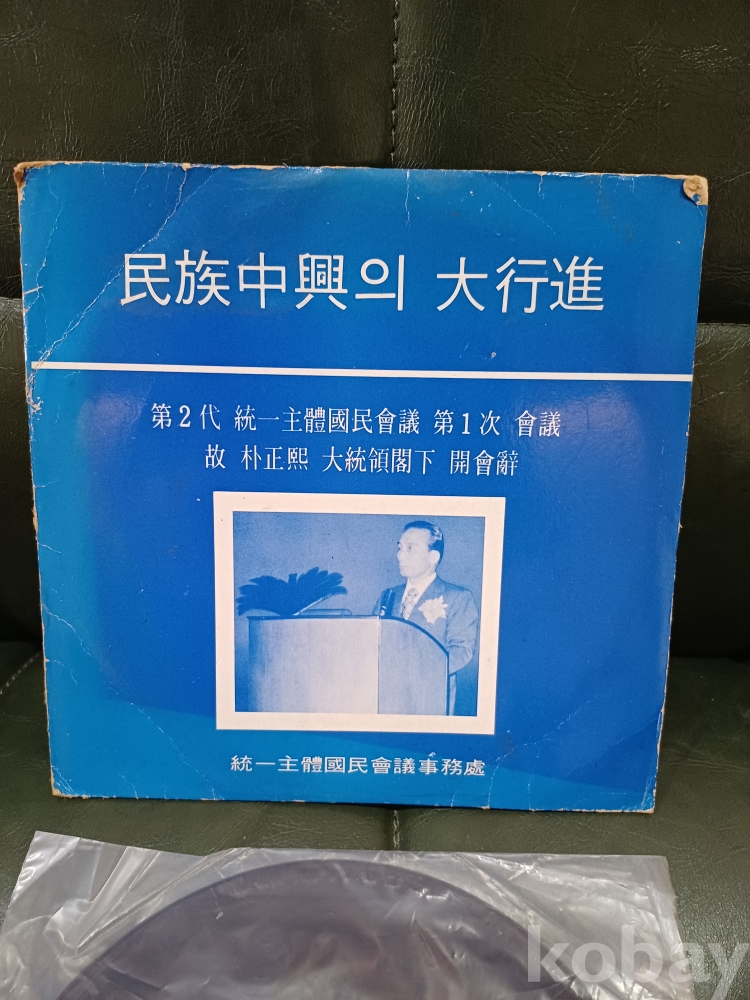 民族中興의 大行進
第2代 統一主體國民會議 第1次 會議
故 朴正熙 大統領閣下 開會辭
統一主體國民會議事務處
kobay